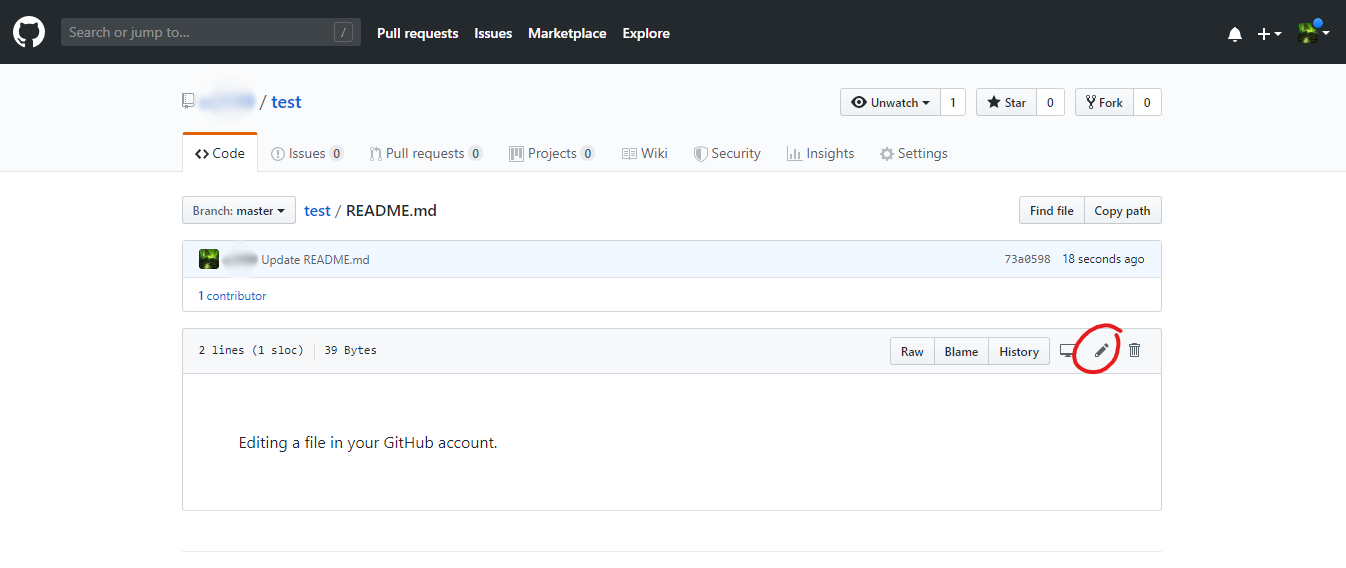 Search or jump to... / Pull requests Issues Marketplace Explore
/ test Unwatch 1 Star 0 Fork 0
Code Issues 0 Pull requests 0 Projects 0 Wiki Security Insights Settings
Branch: master test / README.md Find file Copy path
Update README.md 73a0598 18 seconds ago
1 contributor
2 lines (1 sloc) 39 Bytes Raw Blame History
Editing a file in your GitHub account.